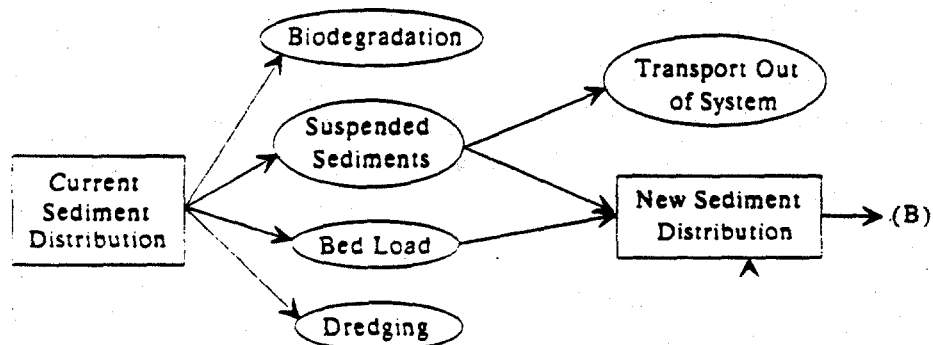 Biodegradation
Transport Out
of System
Suspended
Sediments
Current
Sediment
Distribution
New Sediment
Distribution
(B)
Bed Load
Dredging